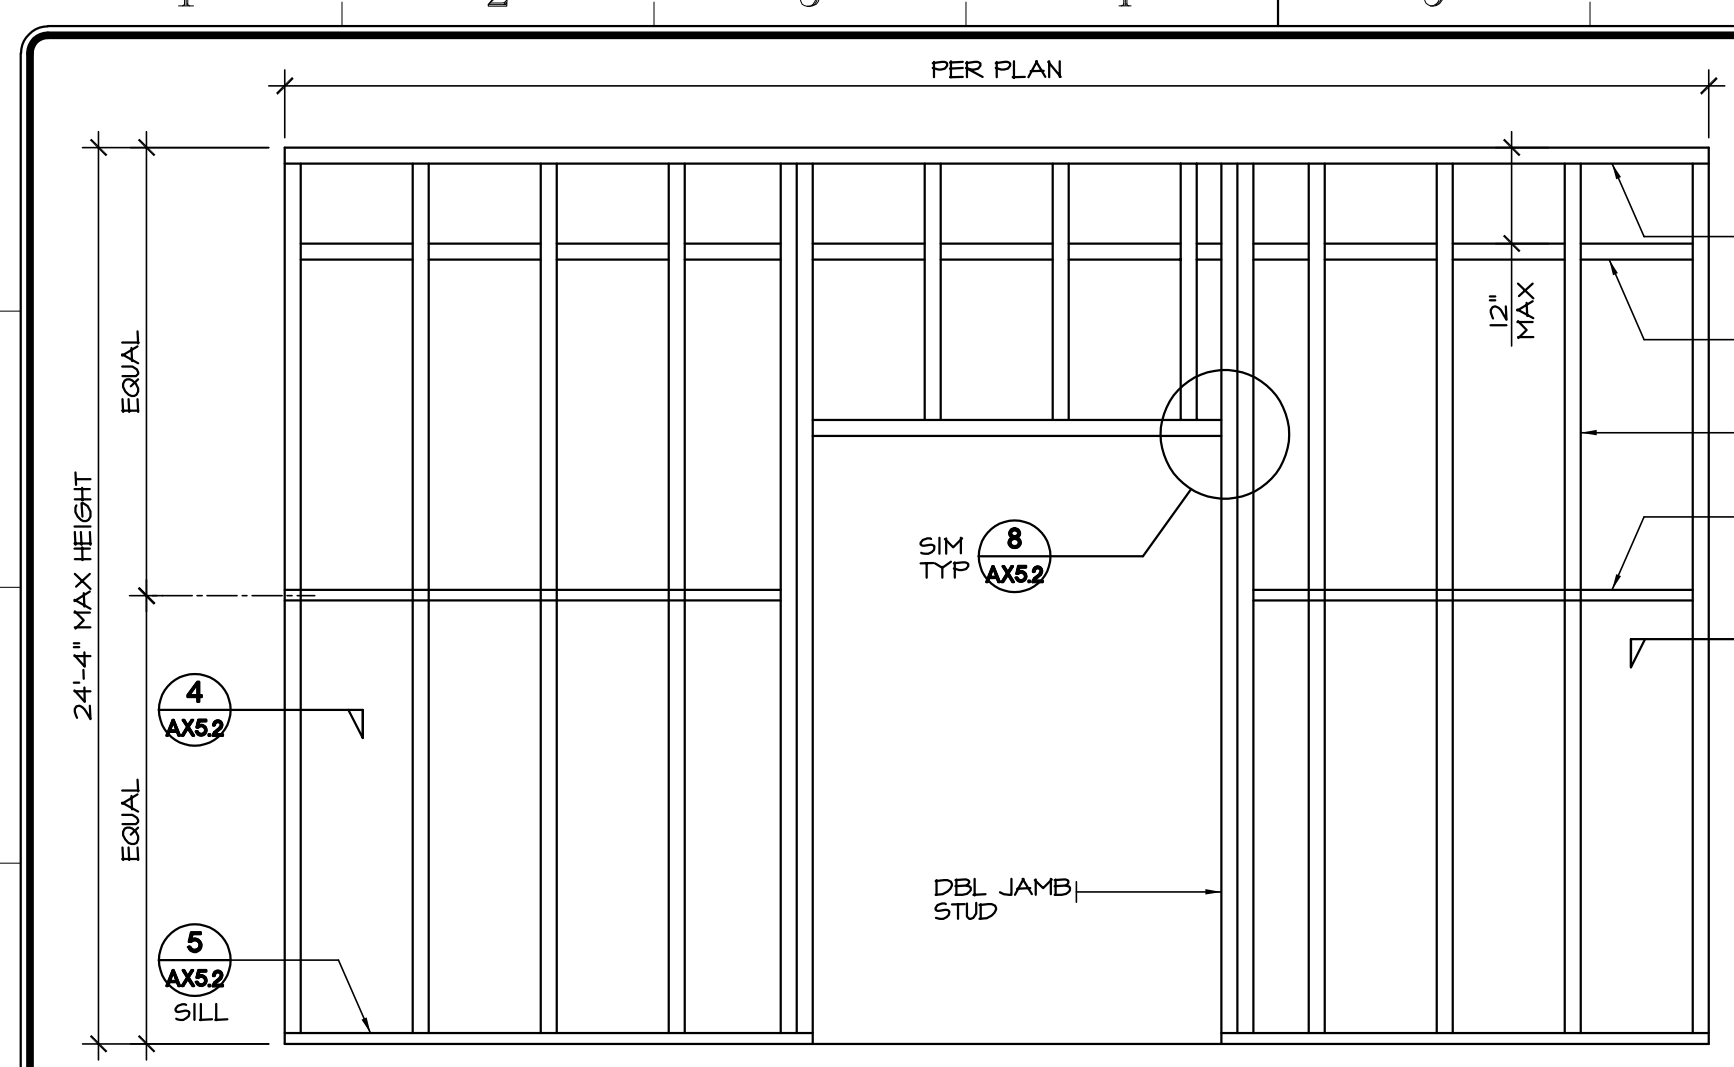 PER PLAN
EQUAL
12"
MAX
24'-4" MAX HEIGHT
SIM
TYP
8
AX5.2
4
AX5.2
EQUAL
DBL JAMB
STUD
5
AX5.2
SILL